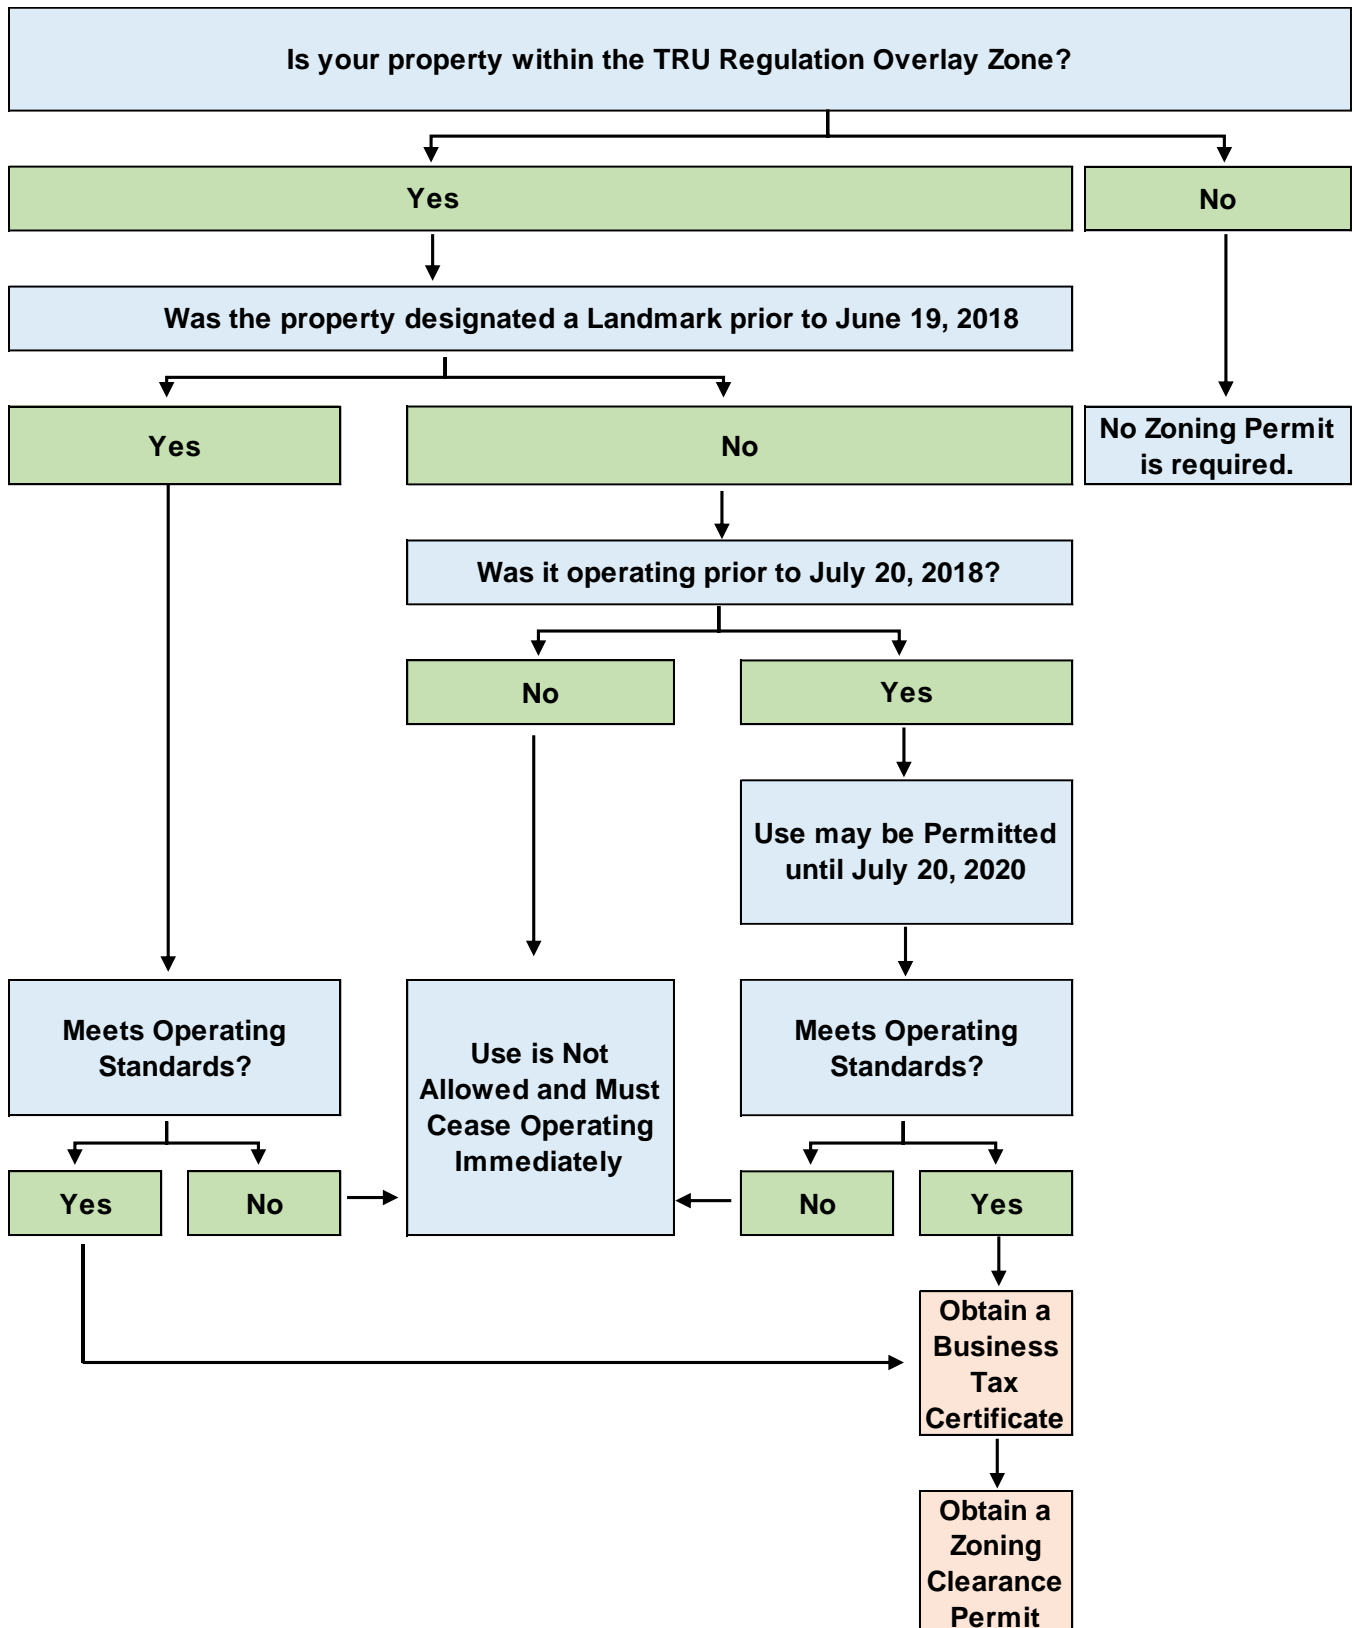 Is your property within the TRU Regulation Overlay Zone?
Yes
No
Was the property designated a Landmark prior to June 19, 2018
Yes
No
No Zoning Permit
is required.
Was it operating prior to July 20, 2018?
No
Yes
Use may be Permitted
until July 20, 2020
Meets Operating
Standards?
Use is Not
Allowed and Must
Cease Operating
Immediately
Meets Operating
Standards?
Yes
No
No
Yes
Obtain a
Business
Tax
Certificate
Obtain a
Zoning
Clearance
Permit